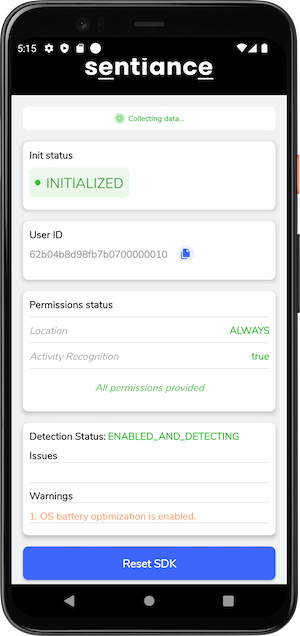 5:15
sentiance
Collecting data...
Init status
INITIALIZED
User ID
62b04b8d98fb7b0700000010
Permissions status
Location ALWAYS
Activity Recognition true
All permissions provided
Detection Status: ENABLED_AND_DETECTING
Issues
Warnings
1: OS battery optimization is enabled.
Reset SDK